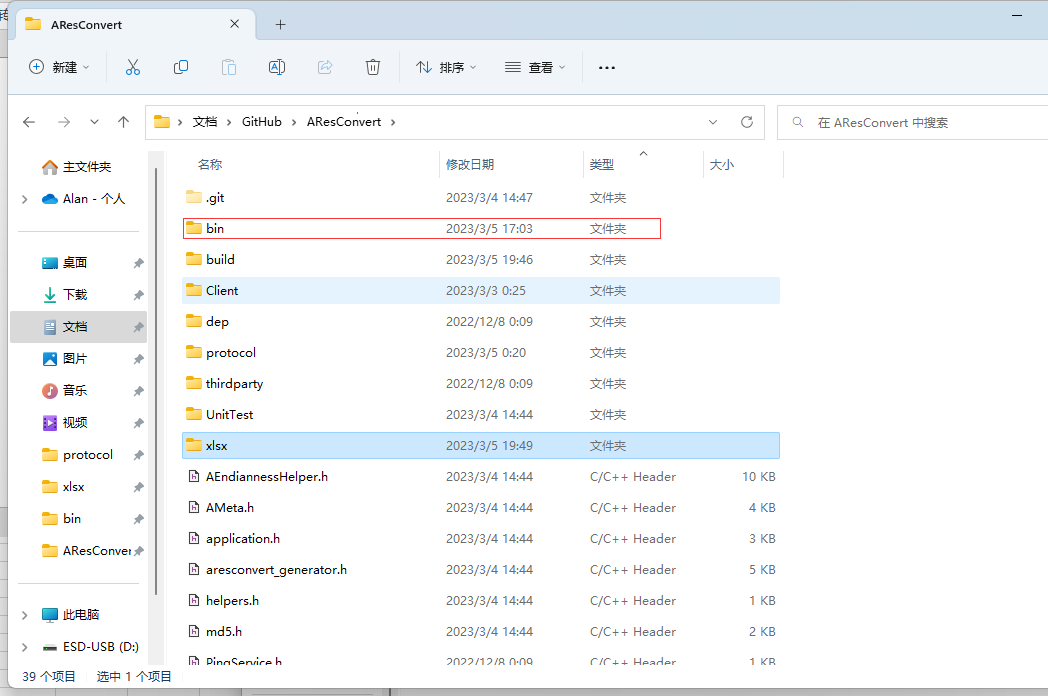 AResConvert
新建
排序
查看
文档 GitHub AResConvert
在 AResConvert 中搜索
主文件夹
Alan - 个人
桌面
下载
文档
图片
音乐
视频
protocol
xlsx
bin
AResConver
此电脑
ESD-USB (D:)
名称 修改日期 类型 大小
.git 2023/3/4 14:47 文件夹
bin 2023/3/5 17:03 文件夹
build 2023/3/5 19:46 文件夹
Client 2023/3/3 0:25 文件夹
dep 2022/12/8 0:09 文件夹
protocol 2023/3/5 0:20 文件夹
thirdparty 2022/12/8 0:09 文件夹
UnitTest 2023/3/4 14:44 文件夹
xlsx 2023/3/5 19:49 文件夹
AEndiannessHelper.h 2023/3/4 14:44 C/C++ Header 10 KB
AMeta.h 2023/3/4 14:44 C/C++ Header 4 KB
application.h 2023/3/4 14:44 C/C++ Header 3 KB
aresconvert_generator.h 2023/3/4 14:44 C/C++ Header 5 KB
helpers.h 2023/3/4 14:44 C/C++ Header 1 KB
md5.h 2023/3/4 14:44 C/C++ Header 2 KB
PingService.h 2022/12/8 0:09 C/C++ Header 1 KB
39 个项目 选中 1 个项目